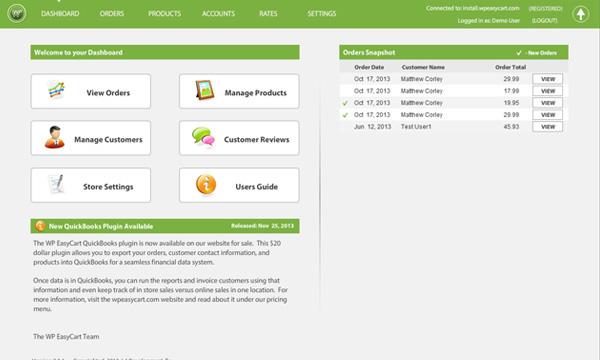 DASHBOARD ORDERS PRODUCTS ACCOUNTS RATES SETTINGS
Connected to: install.wpeasycart.com (REGISTERED)
Logged in as: Demo User (LOGOUT)
Welcome to your Dashboard
View Orders
Manage Products
Manage Customers
Customer Reviews
Store Settings
Users Guide
New QuickBooks Plugin Available Released: Nov 25, 2013
The WP EasyCart QuickBooks plugin is now available on our website for sale. This $20
dollar plugin allows you to export your orders, customer contact information, and
products into QuickBooks for a seamless financial data system.
Once data is in QuickBooks, you can run the reports and invoice customers using that
information and even keep track of in store sales versus online sales in one location. For
more information, visit the wpeasycart.com website and read about it under our pricing
menu.
The WP EasyCart Team
Orders Snapshot ✓ - New Orders
Order Date Customer Name Order Total
Oct 17, 2013 Matthew Corley 29.99 VIEW
Oct 17, 2013 Matthew Corley 17.99 VIEW
✓ Oct 17, 2013 Matthew Corley 19.95 VIEW
✓ Oct 17, 2013 Matthew Corley 29.99 VIEW
Jun 12, 2013 Test User1 45.93 VIEW